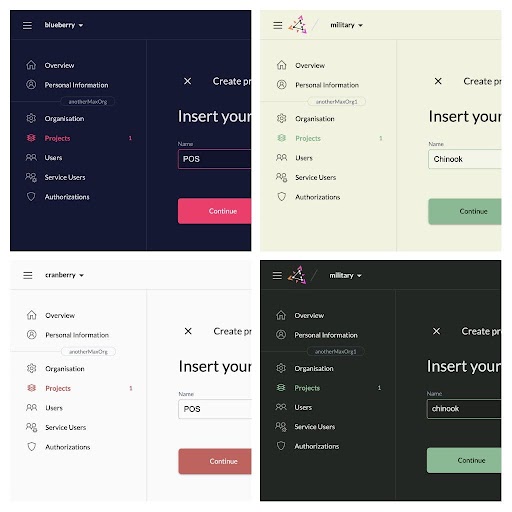 blueberry
Overview
Personal Information
anotherMaxOrg
Organisation
Projects 1
Users
Service Users
Authorizations
Create pr
Insert your
Name
POS
Continue
military
Overview
Personal Information
anotherMaxOrg1
Organisation
Projects 1
Users
Service Users
Authorizations
Create pr
Insert your
Name
Chinook
Continue
cranberry
Overview
Personal Information
anotherMaxOrg
Organisation
Projects 1
Users
Service Users
Authorizations
Create pr
Insert your
Name
POS
Continue
military
Overview
Personal Information
anotherMaxOrg1
Organisation
Projects 1
Users
Service Users
Authorizations
Create pr
Insert your
Name
chinook
Continue